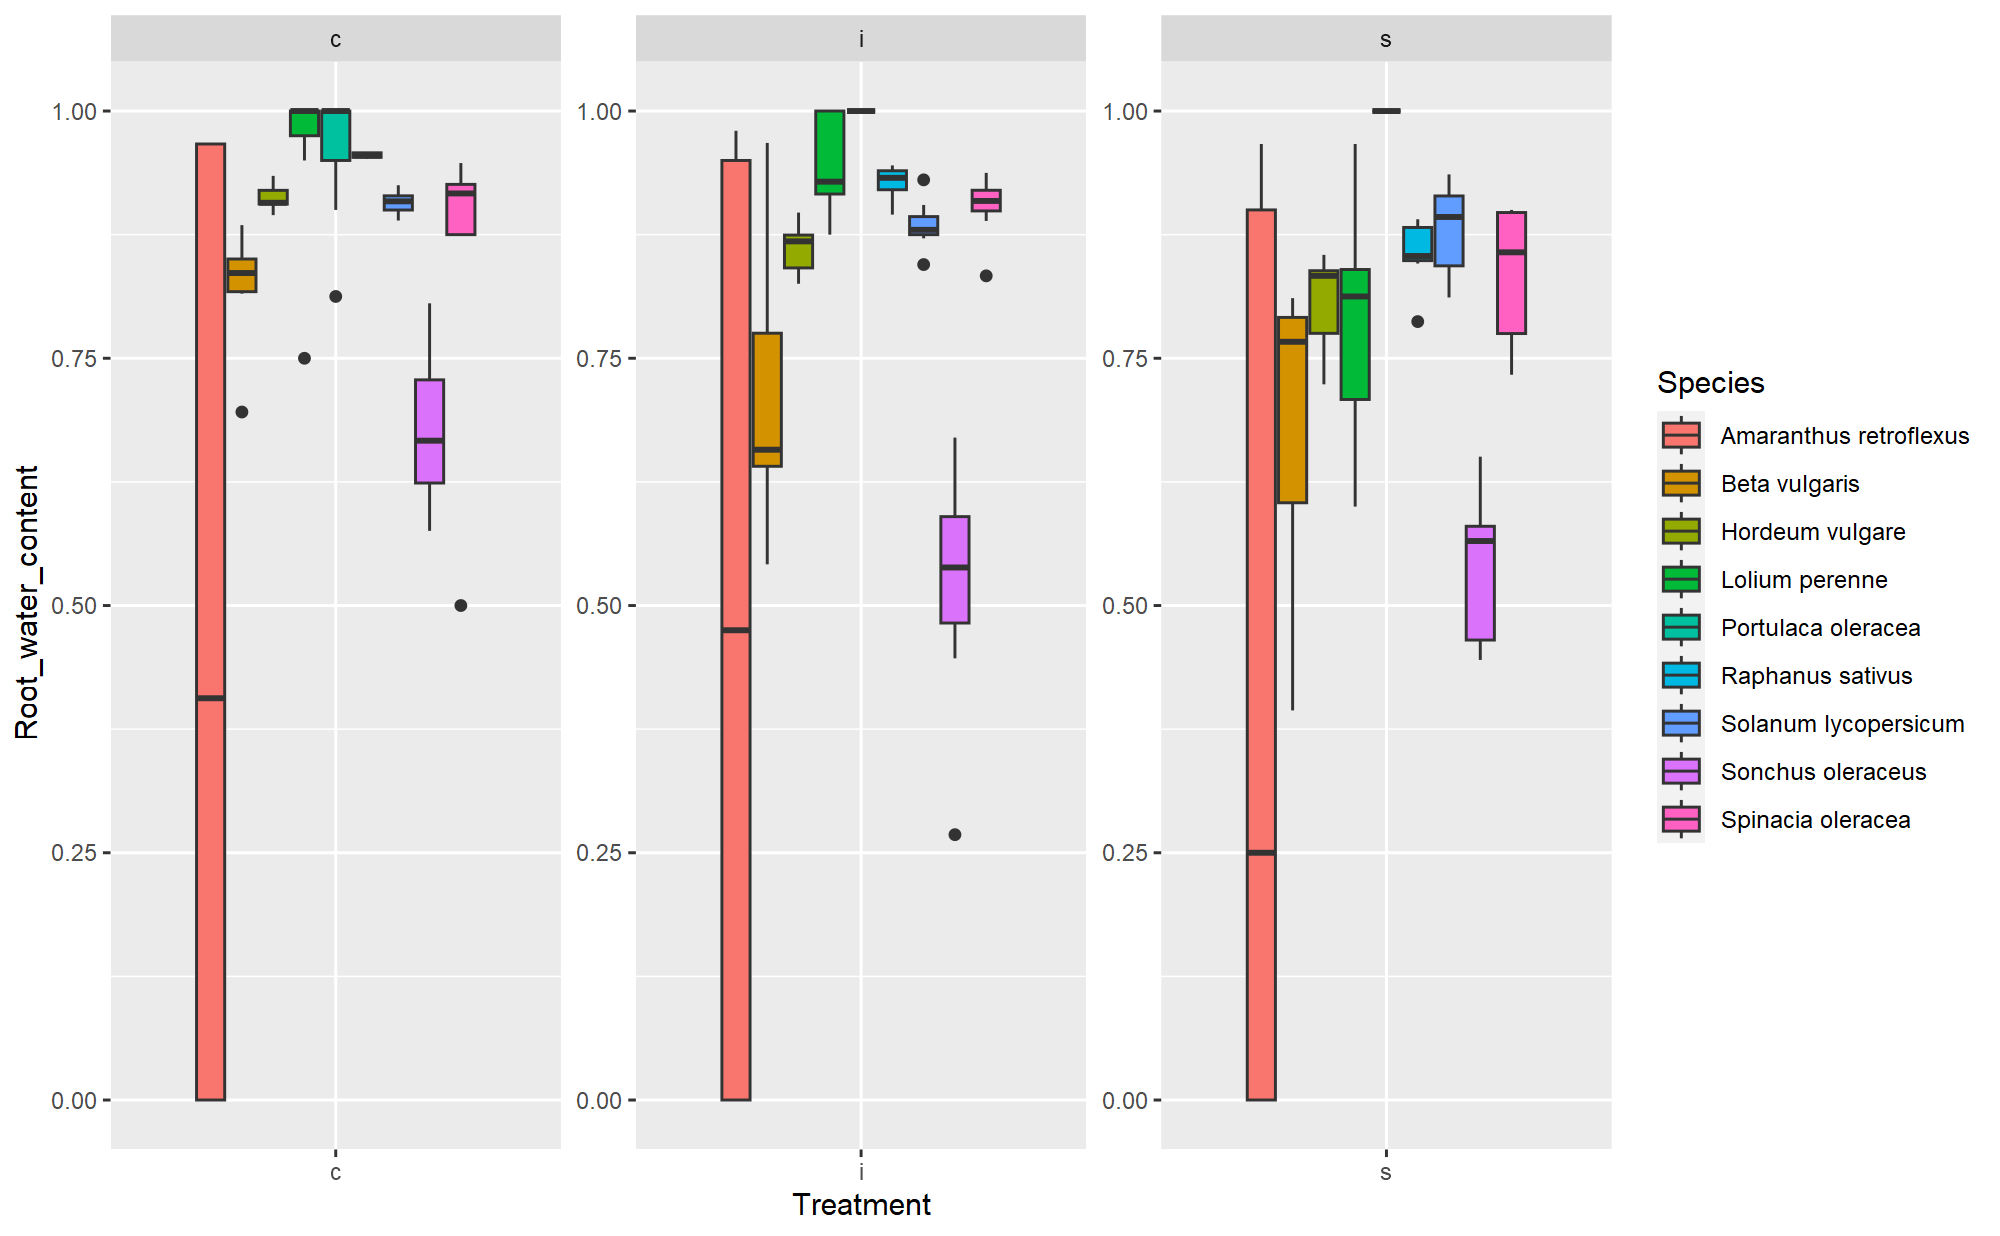 c
i
s
1.00
0.75
0.50
0.25
0.00
1.00
0.75
0.50
0.25
0.00
1.00
0.75
0.50
0.25
0.00
c
i
s
Treatment
Root_water_content
Species
Amaranthus retroflexus
Beta vulgaris
Hordeum vulgare
Lolium perenne
Portulaca oleracea
Raphanus sativus
Solanum lycopersicum
Sonchus oleraceus
Spinacia oleracea